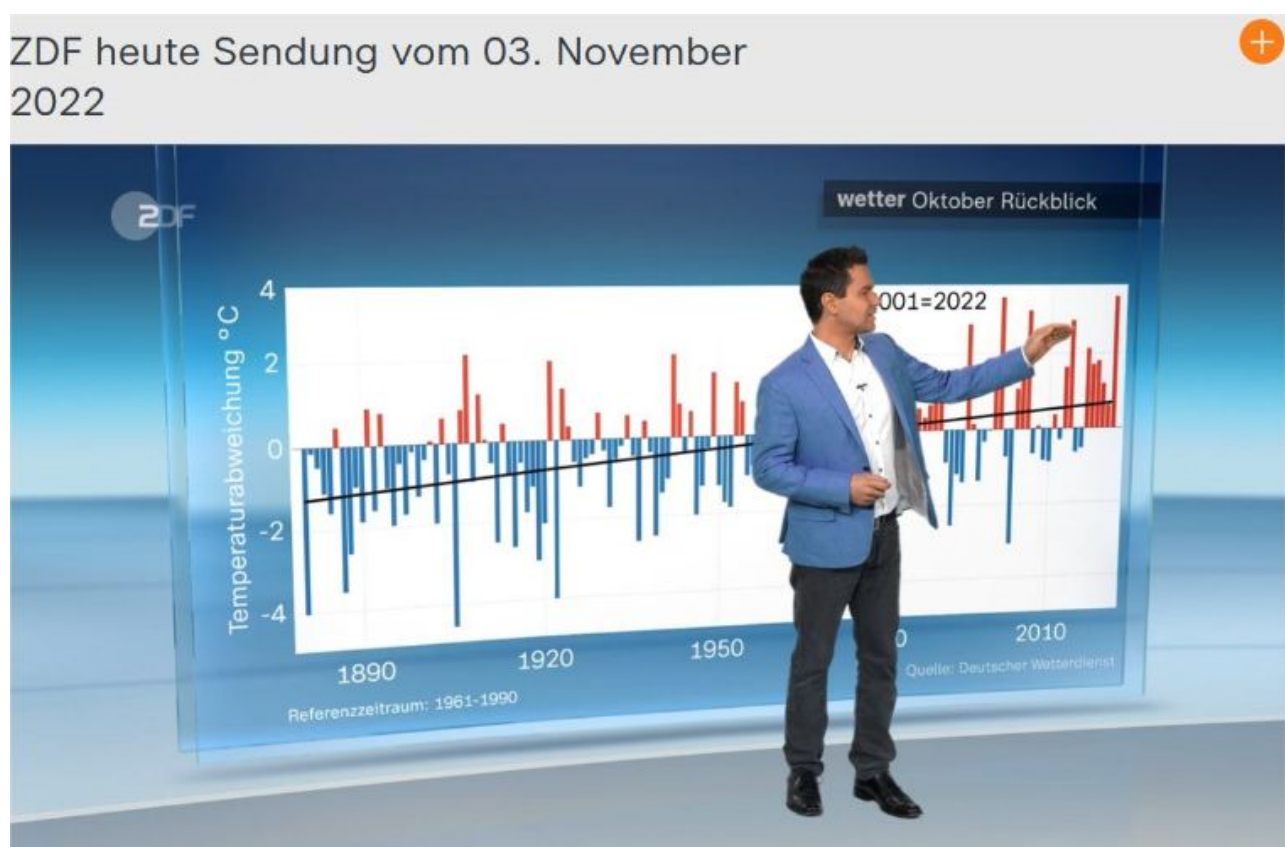 ZDF heute Sendung vom 03. November
2022
ZDF
wetter Oktober Rückblick
001=2022
Temperaturabweichung °C
4
2
0
-2
-4
1890
1920
1950
0
2010
Referenzzeitraum: 1961-1990
Quelle: Deutscher Wetterdienst